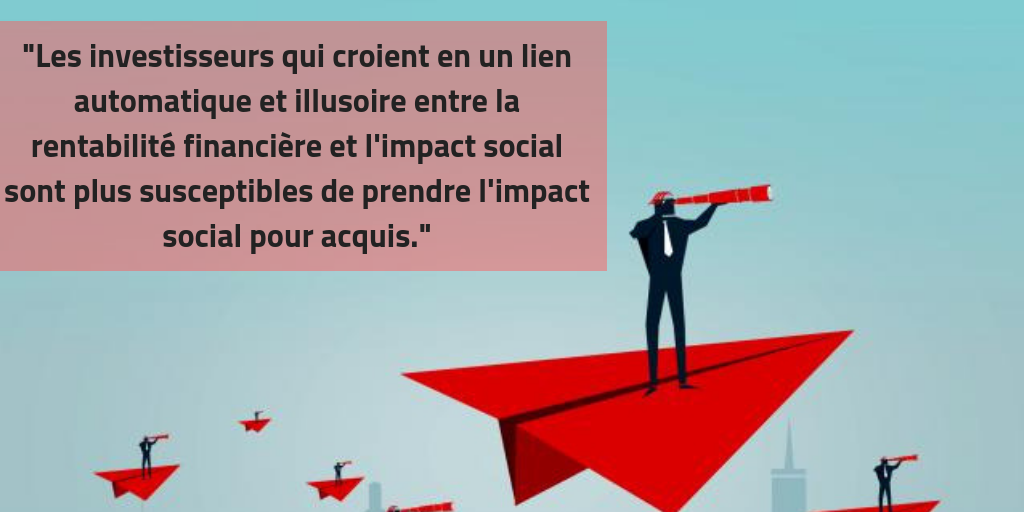 "Les investisseurs qui croient en un lien
automatique et illusoire entre la
rentabilité financière et l'impact social
sont plus susceptibles de prendre l'impact
social pour acquis."